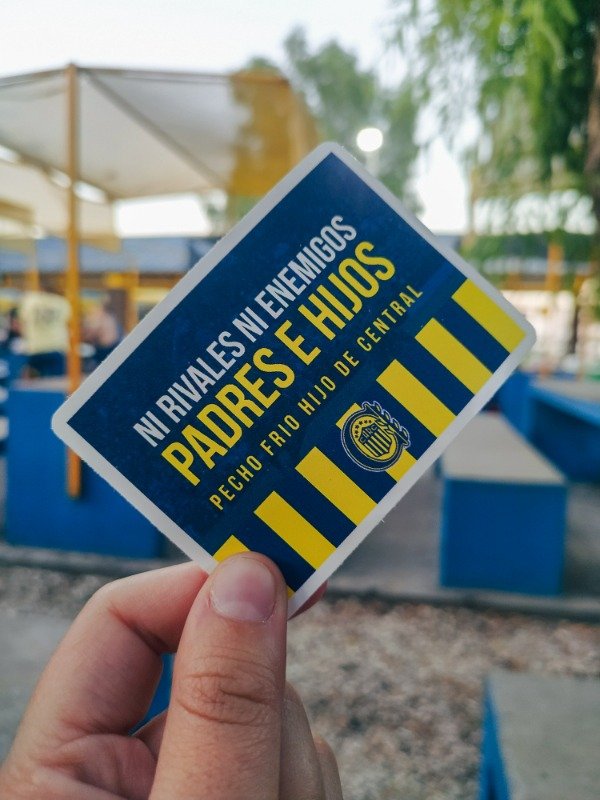 NI RIVALES NI ENEMIGOS
PADRES E HIJOS
PECHO FRIO HIJO DE CENTRAL